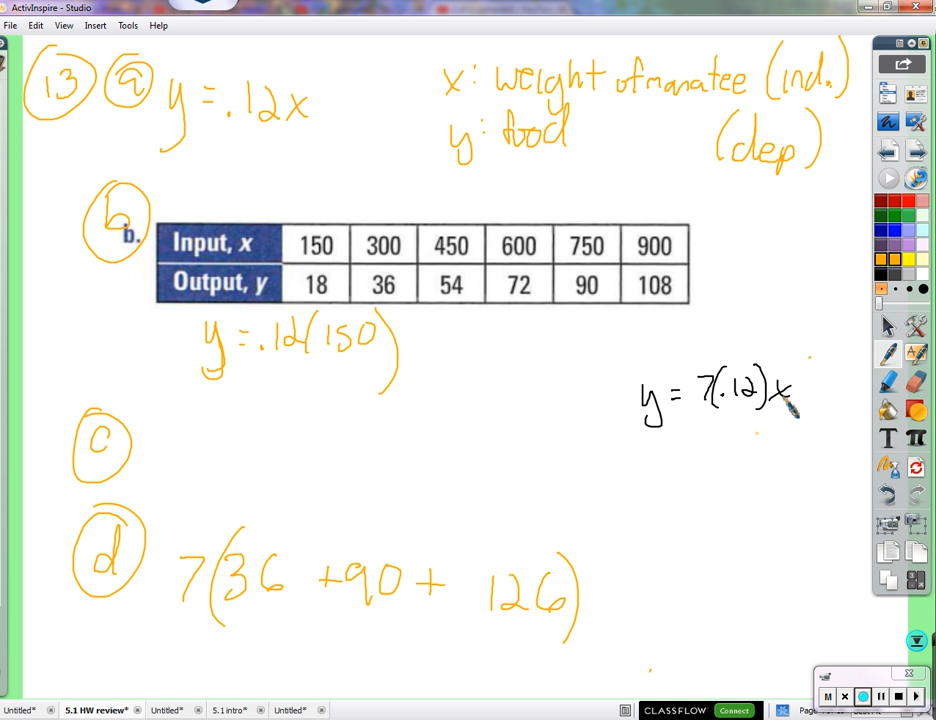 ActivInspire - Studio
File Edit View Insert Tools Help
13 a y = .12x
x: weight of manatee (ind.)
y: food (dep)
b
b.
Input, x 150 300 450 600 750 900
Output, y 18 36 54 72 90 108
y = .12(150)
y = 7(.12)x
c
d 7(36 +90 + 126)
Untitled* 5.1 HW review* Untitled* 5.1 intro* Untitled*
CLASSFLOW Connect
M